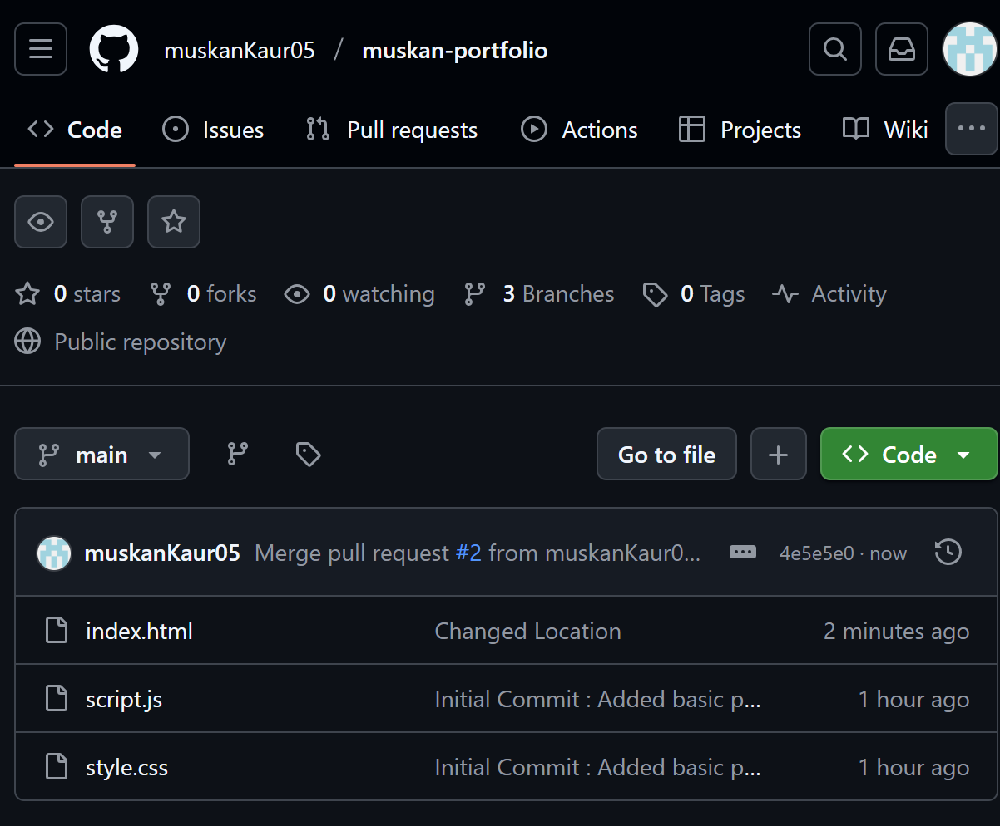 muskanKaur05 / muskan-portfolio
Code Issues Pull requests Actions Projects Wiki
0 stars 0 forks 0 watching 3 Branches 0 Tags Activity
Public repository
main Go to file Code
muskanKaur05 Merge pull request #2 from muskanKaur0... 4e5e5e0 · now
index.html Changed Location 2 minutes ago
script.js Initial Commit : Added basic p... 1 hour ago
style.css Initial Commit : Added basic p... 1 hour ago